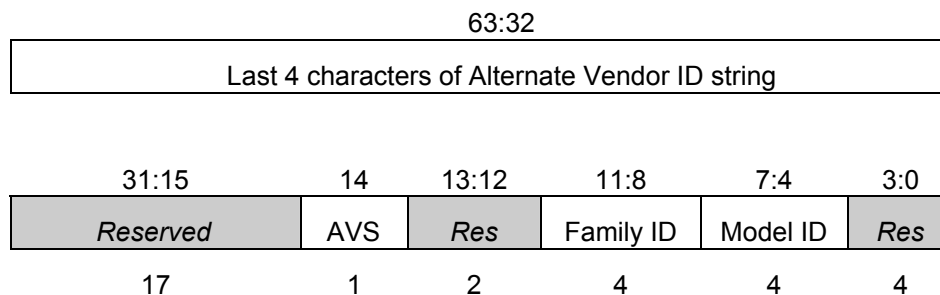 63:32
Last 4 characters of Alternate Vendor ID string
31:15 14 13:12 11:8 7:4 3:0
Reserved AVS Res Family ID Model ID Res
17 1 2 4 4 4